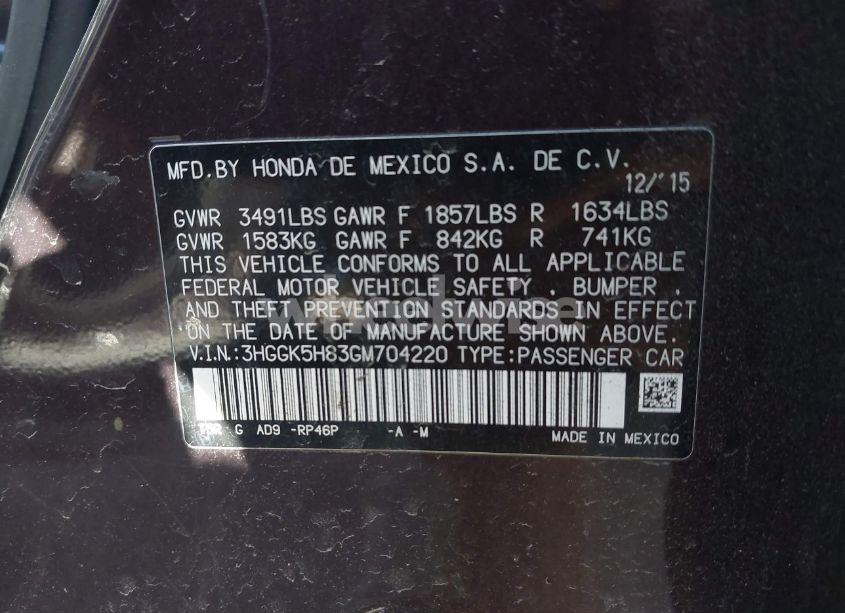 MFD.BY HONDA DE MEXICO S.A. DE C.V.
12/'15
GVWR 3491LBS GAWR F 1857LBS R 1634LBS
GVWR 1583KG GAWR F 842KG R 741KG
THIS VEHICLE CONFORMS TO ALL APPLICABLE
FEDERAL MOTOR VEHICLE SAFETY . BUMPER .
AND THEFT PREVENTION STANDARDS IN EFFECT
ON THE DATE OF MANUFACTURE SHOWN ABOVE.
V.I.N.:3HGGK5H83GM704220 TYPE:PASSENGER CAR
G AD9 -RP46P -A -M
MADE IN MEXICO